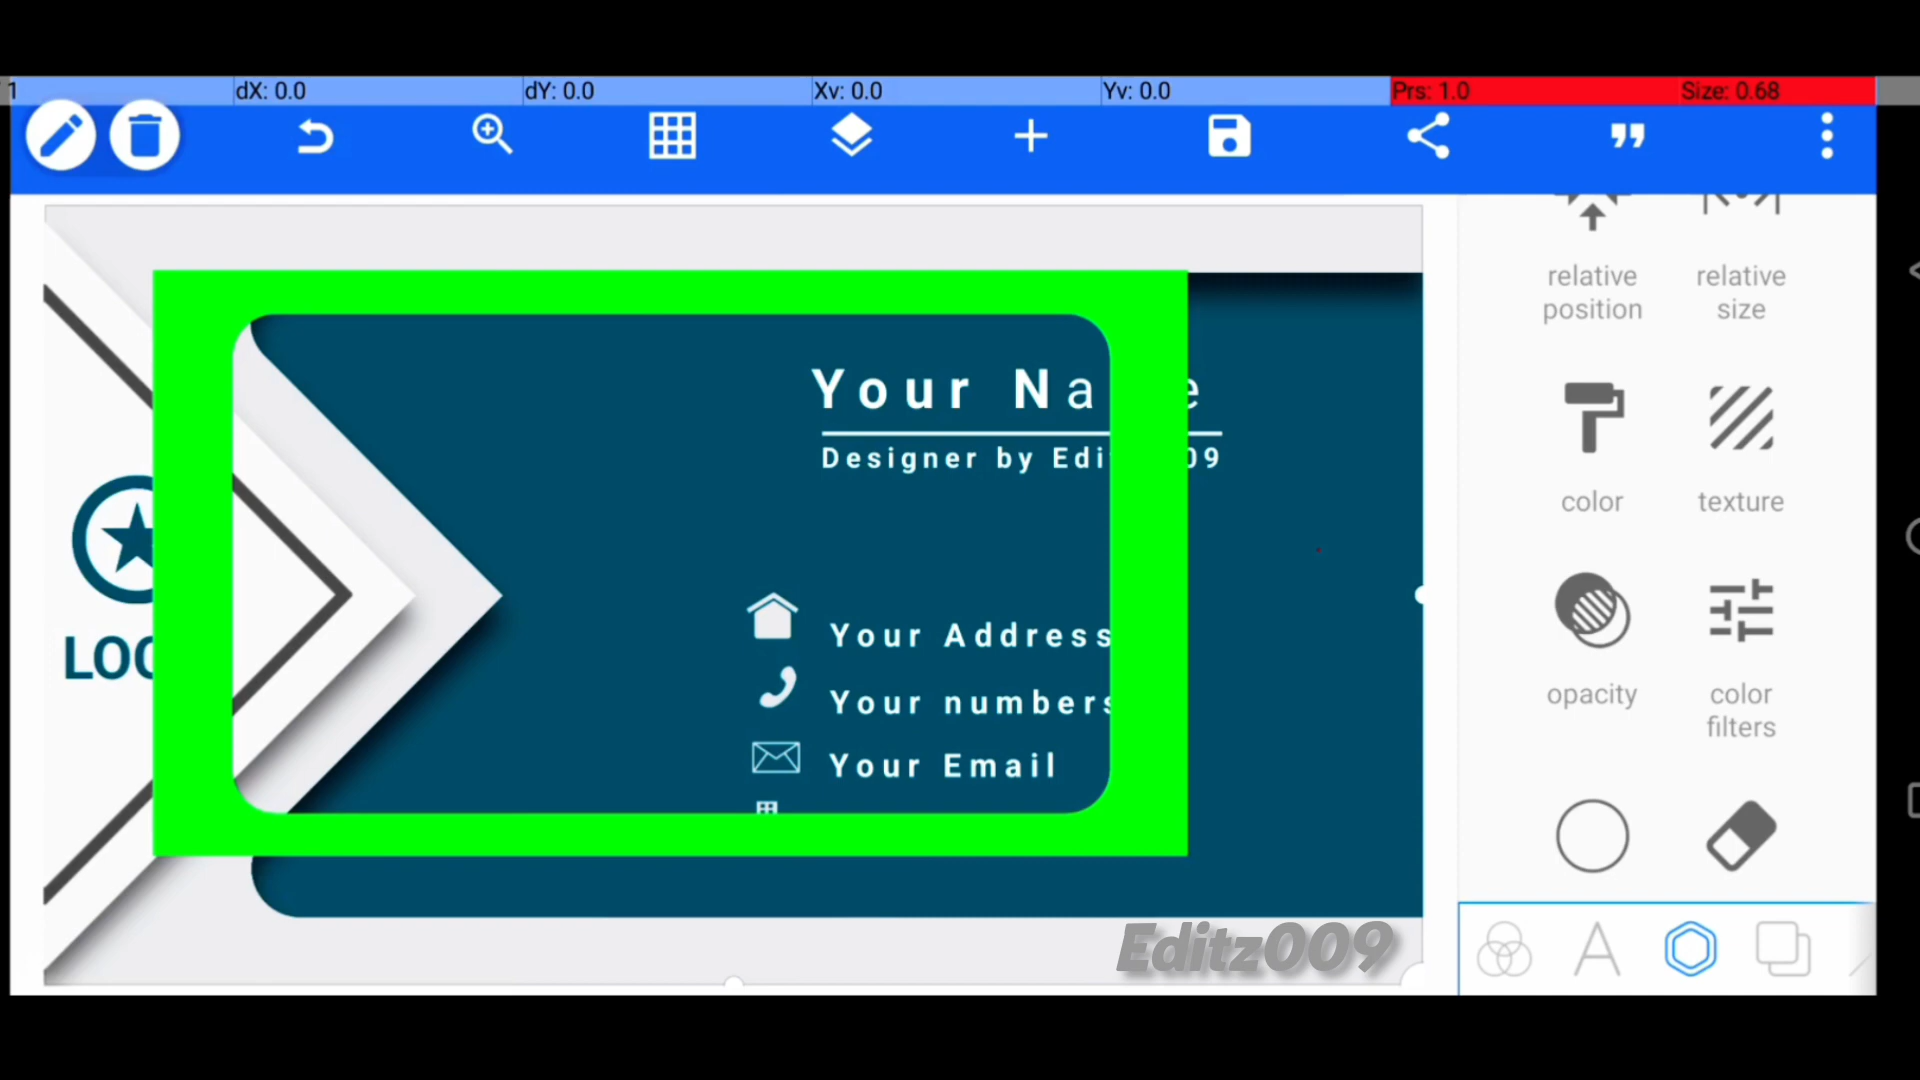 1 dX: 0.0 dY: 0.0 Xv: 0.0 Yv: 0.0 Prs: 1.0 Size: 0.68
relative position
relative size
color
texture
opacity
color filters
Your Na e
Designer by Edi 09
LOG
Your Address
Your numbers
Your Email
Editz009